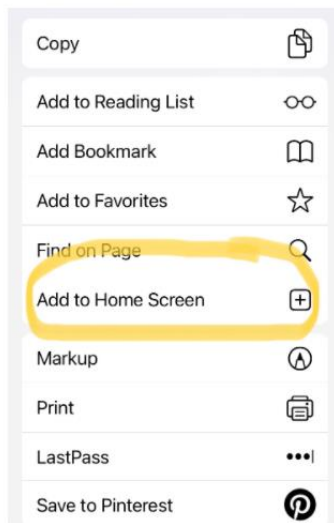 Copy
Add to Reading List
Add Bookmark
Add to Favorites
Find on Page
Add to Home Screen
Markup
Print
LastPass
Save to Pinterest